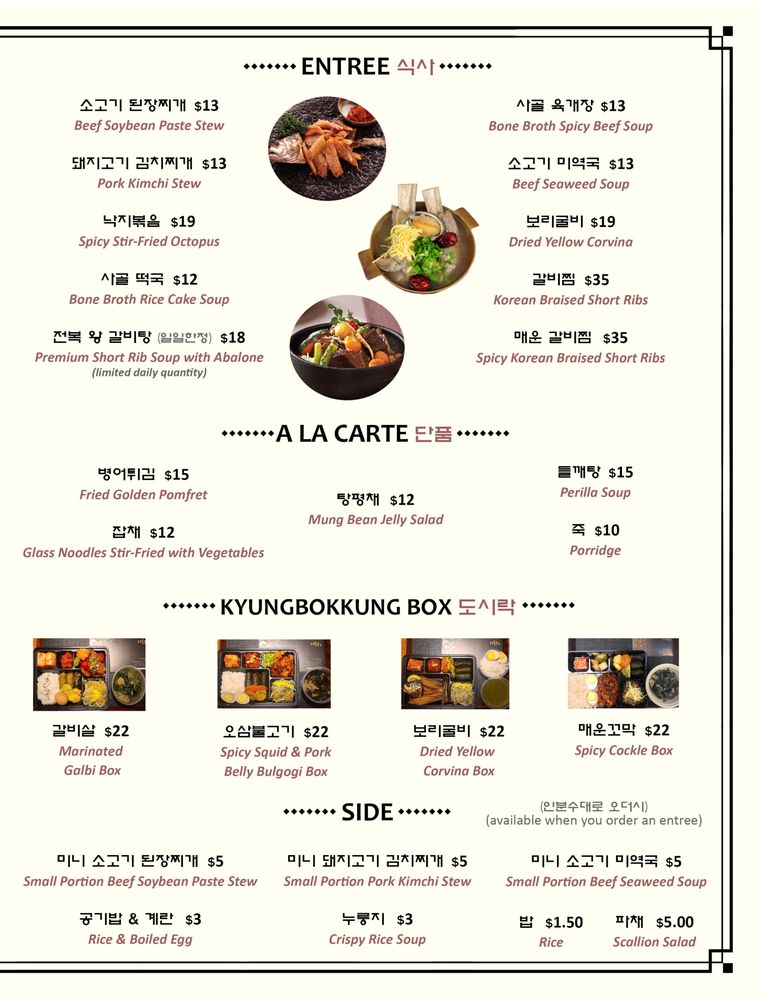 ENTREE 식사
소고기 된장찌개 $13
Beef Soybean Paste Stew
돼지고기 김치찌개 $13
Pork Kimchi Stew
낙지볶음 $19
Spicy Stir-Fried Octopus
사골 떡국 $12
Bone Broth Rice Cake Soup
전복 왕 갈비탕 (일일한정) $18
Premium Short Rib Soup with Abalone
(limited daily quantity)
사골 육개장 $13
Bone Broth Spicy Beef Soup
소고기 미역국 $13
Beef Seaweed Soup
보리굴비 $19
Dried Yellow Corvina
갈비찜 $35
Korean Braised Short Ribs
매운 갈비찜 $35
Spicy Korean Braised Short Ribs
A LA CARTE 단품
병어튀김 $15
Fried Golden Pomfret
잡채 $12
Glass Noodles Stir-Fried with Vegetables
탕평채 $12
Mung Bean Jelly Salad
들깨탕 $15
Perilla Soup
죽 $10
Porridge
KYUNGBOKKUNG BOX 도시락
갈비살 $22
Marinated
Galbi Box
오삼불고기 $22
Spicy Squid & Pork
Belly Bulgogi Box
보리굴비 $22
Dried Yellow
Corvina Box
매운꼬막 $22
Spicy Cockle Box
SIDE
(인분수대로 오더시)
(available when you order an entree)
미니 소고기 된장찌개 $5
Small Portion Beef Soybean Paste Stew
미니 돼지고기 김치찌개 $5
Small Portion Pork Kimchi Stew
미니 소고기 미역국 $5
Small Portion Beef Seaweed Soup
공기밥 & 계란 $3
Rice & Boiled Egg
누룽지 $3
Crispy Rice Soup
밥 $1.50
Rice
파채 $5.00
Scallion Salad